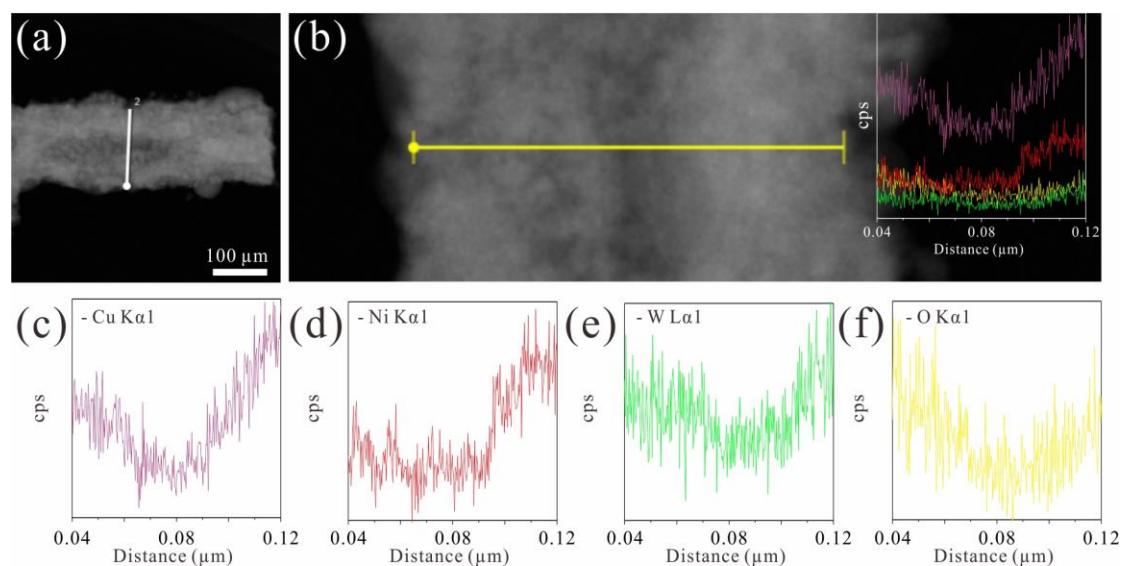 (a)
2
100 μm
(b)
cps
0.04 0.08 0.12
Distance (μm)
(c)
- Cu Kα1
cps
0.04 0.08 0.12
Distance (μm)
(d)
- Ni Kα1
cps
0.04 0.08 0.12
Distance (μm)
(e)
- W Lα1
cps
0.04 0.08 0.12
Distance (μm)
(f)
- O Kα1
cps
0.04 0.08 0.12
Distance (μm)